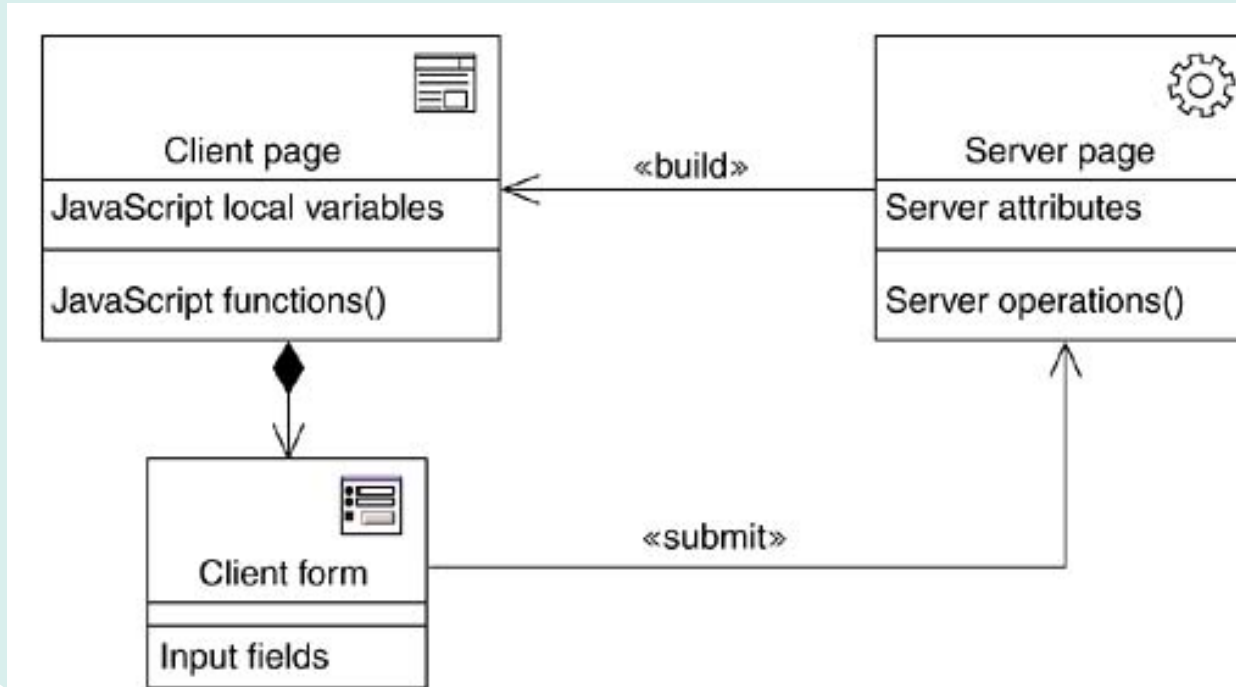 Client page
JavaScript local variables
JavaScript functions()
«build»
Server page
Server attributes
Server operations()
Client form
Input fields
«submit»